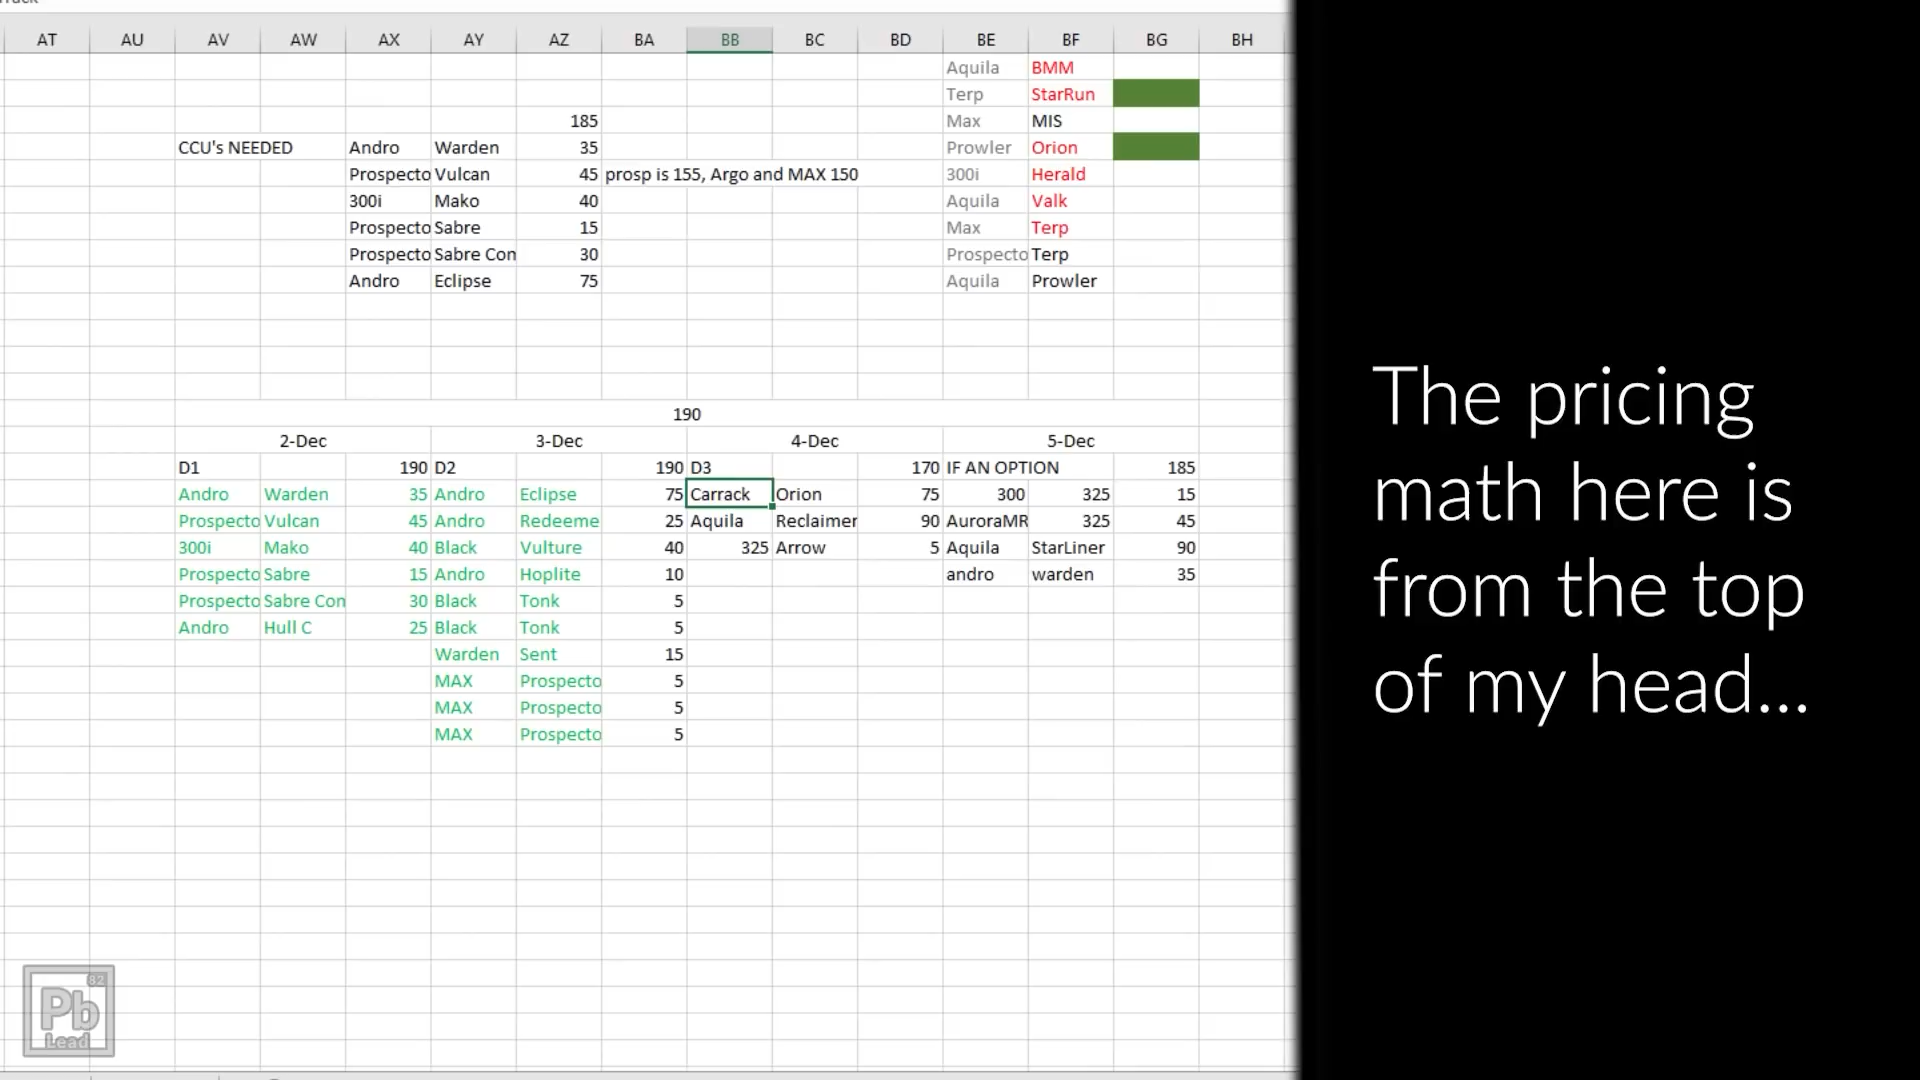 AT AU AV AW AX AY AZ BA BB BC BD BE BF BG BH
Aquila BMM
Terp StarRun
185 Max MIS
CCU's NEEDED Andro Warden 35 Prowler Orion
Prospecto Vulcan 45 prosp is 155, Argo and MAX 150 300i Herald
300i Mako 40 Aquila Valk
Prospecto Sabre 15 Max Terp
Prospecto Sabre Con 30 Prospecto Terp
Andro Eclipse 75 Aquila Prowler
190
2-Dec 3-Dec 4-Dec 5-Dec
D1 190 D2 190 D3 170 IF AN OPTION 185
Andro Warden 35 Andro Eclipse 75 Carrack Orion 75 300 325 15
Prospecto Vulcan 45 Andro Redeeme 25 Aquila Reclaimer 90 AuroraMR 325 45
300i Mako 40 Black Vulture 40 325 Arrow 5 Aquila StarLiner 90
Prospecto Sabre 15 Andro Hoplite 10 andro warden 35
Prospecto Sabre Con 30 Black Tonk 5
Andro Hull C 25 Black Tonk 5
Warden Sent 15
MAX Prospecto 5
MAX Prospecto 5
MAX Prospecto 5
The pricing
math here is
from the top
of my head...
82
Pb
Lead